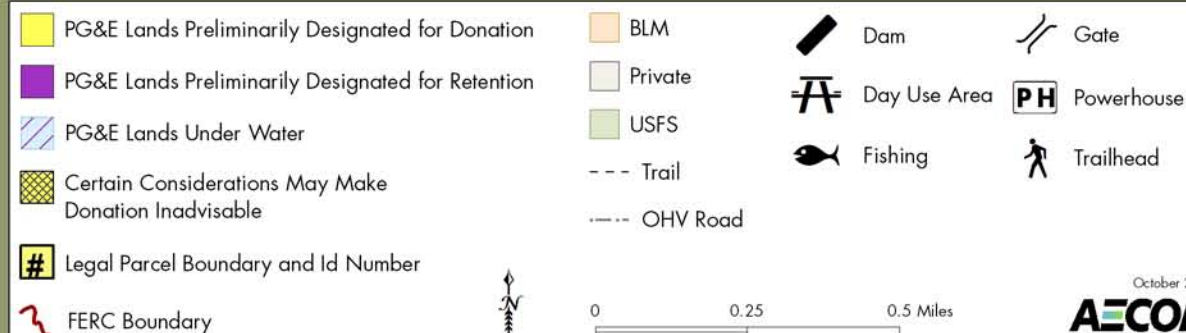 PG&E Lands Preliminarily Designated for Donation
PG&E Lands Preliminarily Designated for Retention
PG&E Lands Under Water
Certain Considerations May Make
Donation Inadvisable
# Legal Parcel Boundary and Id Number
FERC Boundary
BLM
Private
USFS
Trail
OHV Road
Dam
Day Use Area
Fishing
Gate
PH Powerhouse
Trailhead
N
0 0.25 0.5 Miles
October
AECO